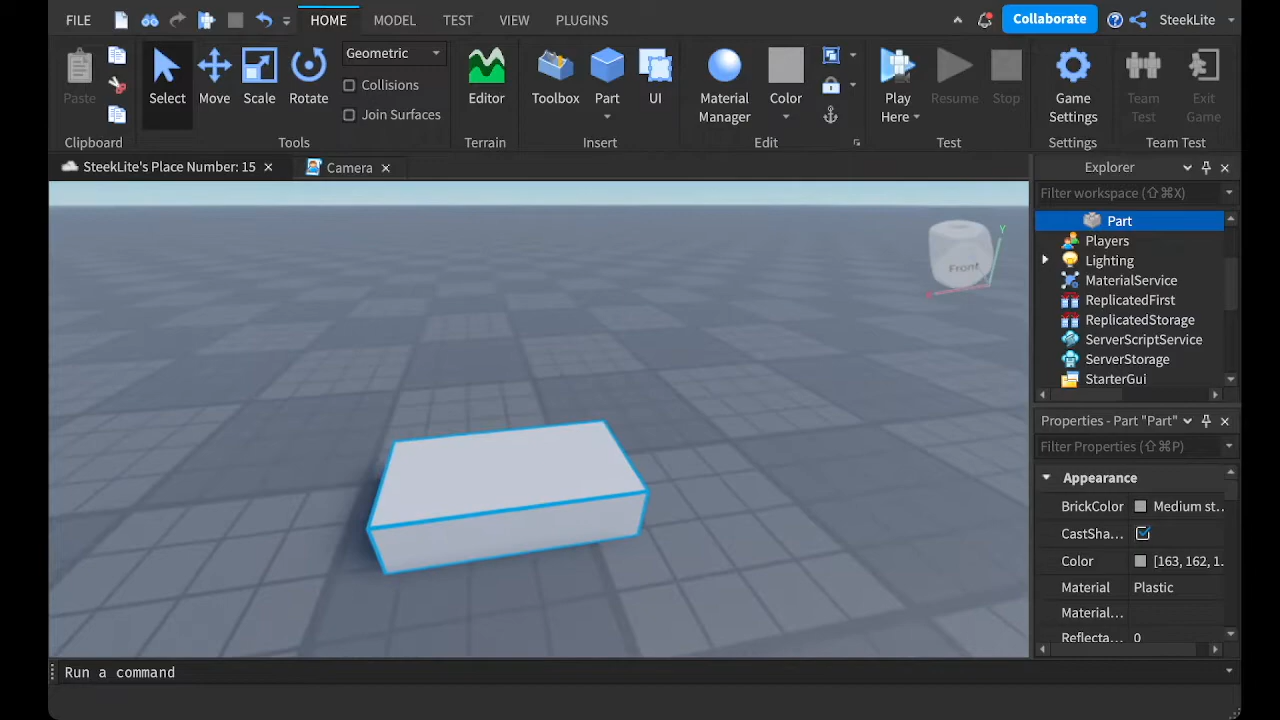 FILE HOME MODEL TEST VIEW PLUGINS Collaborate SteekLite
Paste Select Move Scale Rotate Geometric Collisions Join Surfaces Editor Toolbox Part UI Material Manager Color Play Here Resume Stop Game Settings Team Test Exit Game
Clipboard Tools Terrain Insert Edit Test Settings Team Test
SteekLite's Place Number: 15 Camera
Explorer
Filter workspace (⇧⌘X)
Part
Players
Lighting
MaterialService
ReplicatedFirst
ReplicatedStorage
ServerScriptService
ServerStorage
StarterGui
Y
Front
Properties - Part "Part"
Filter Properties (⇧⌘P)
Appearance
BrickColor Medium st..
CastSha...
Color [163, 162, 1.
Material Plastic
Material...
Reflecta... 0
Run a command